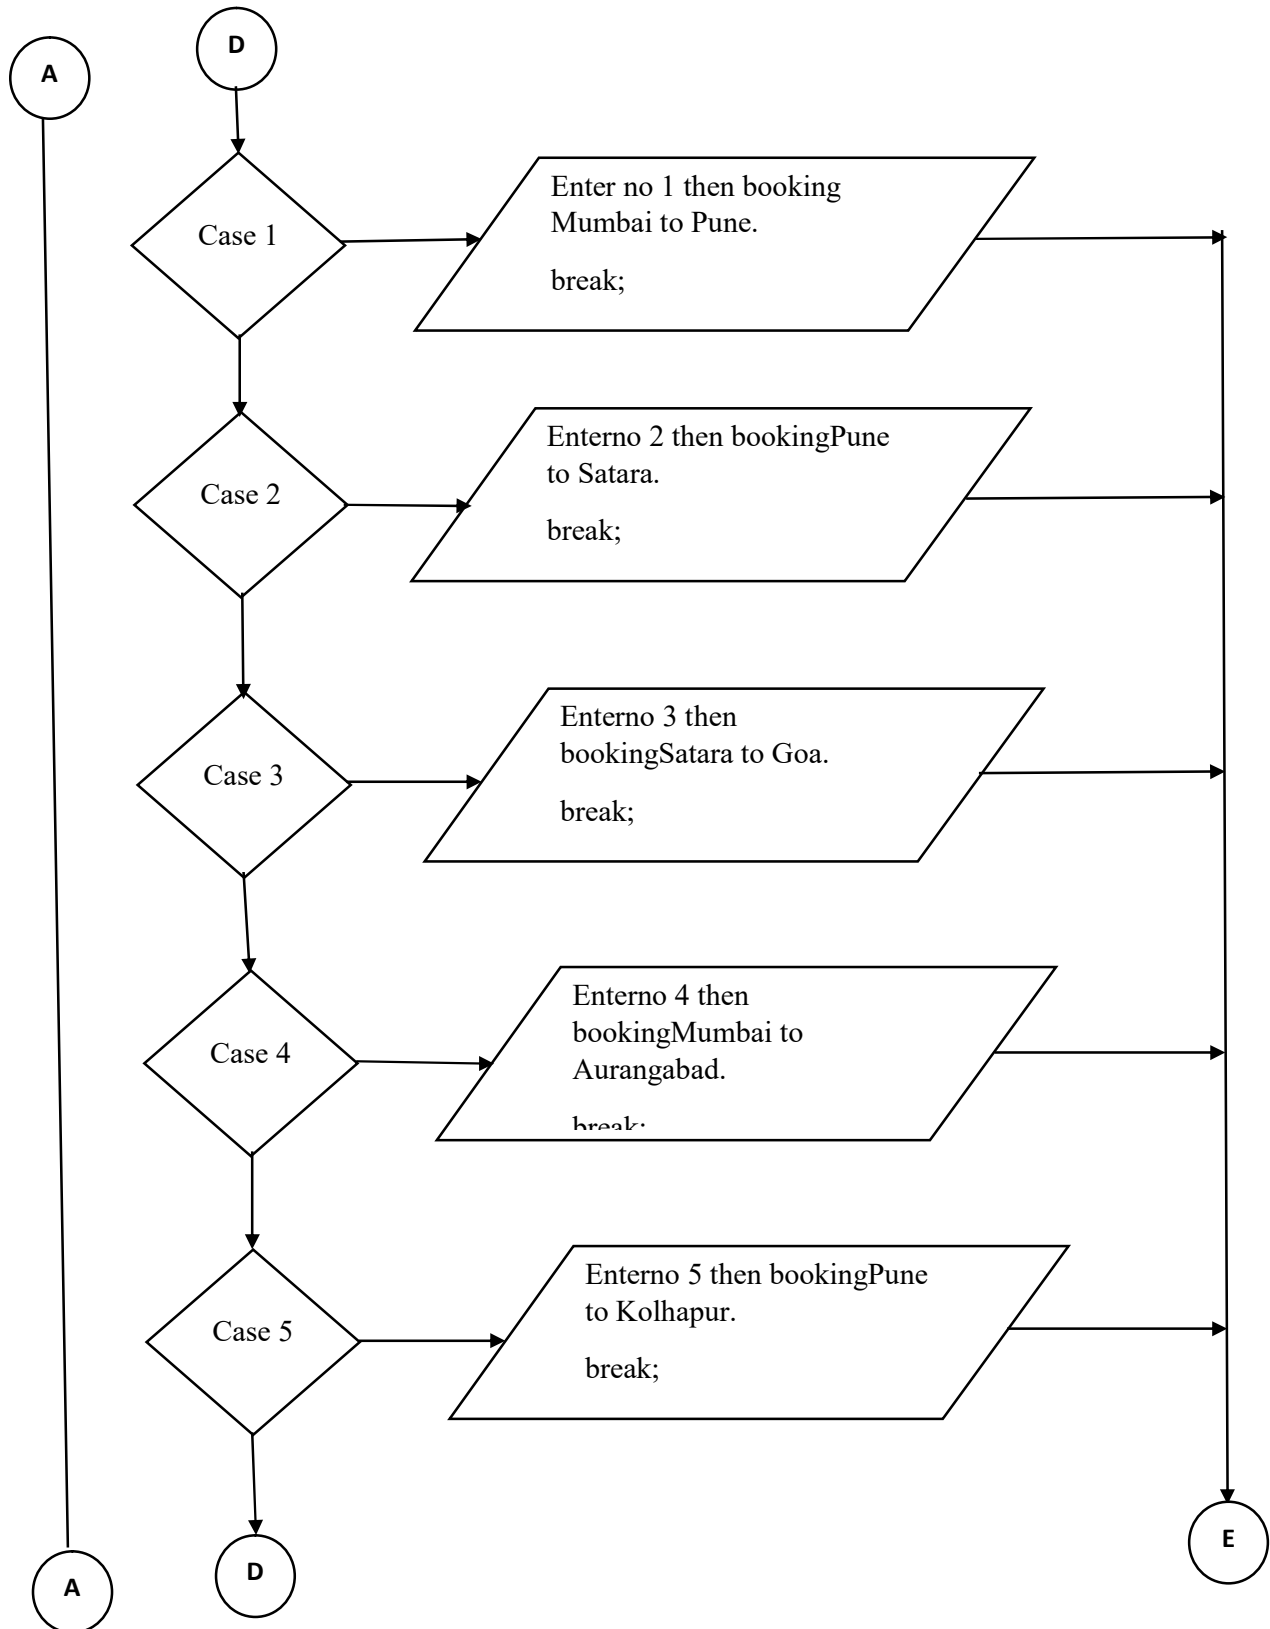 D
A
Case 1
Enter no 1 then booking
Mumbai to Pune.
break;
Case 2
Enterno 2 then bookingPune
to Satara.
break;
Case 3
Enterno 3 then
bookingSatara to Goa.
break;
Case 4
Enterno 4 then
bookingMumbai to
Aurangabad.
break;
Case 5
Enterno 5 then bookingPune
to Kolhapur.
break;
E
D
A